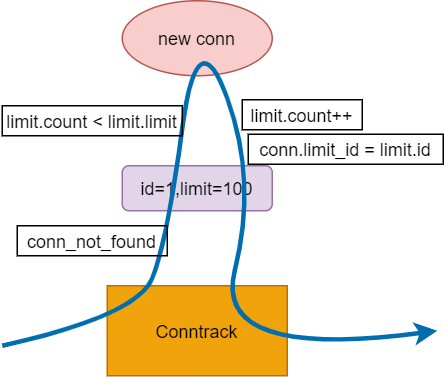 new conn
limit.count < limit.limit
limit.count++
conn.limit_id = limit.id
id=1,limit=100
conn_not_found
Conntrack